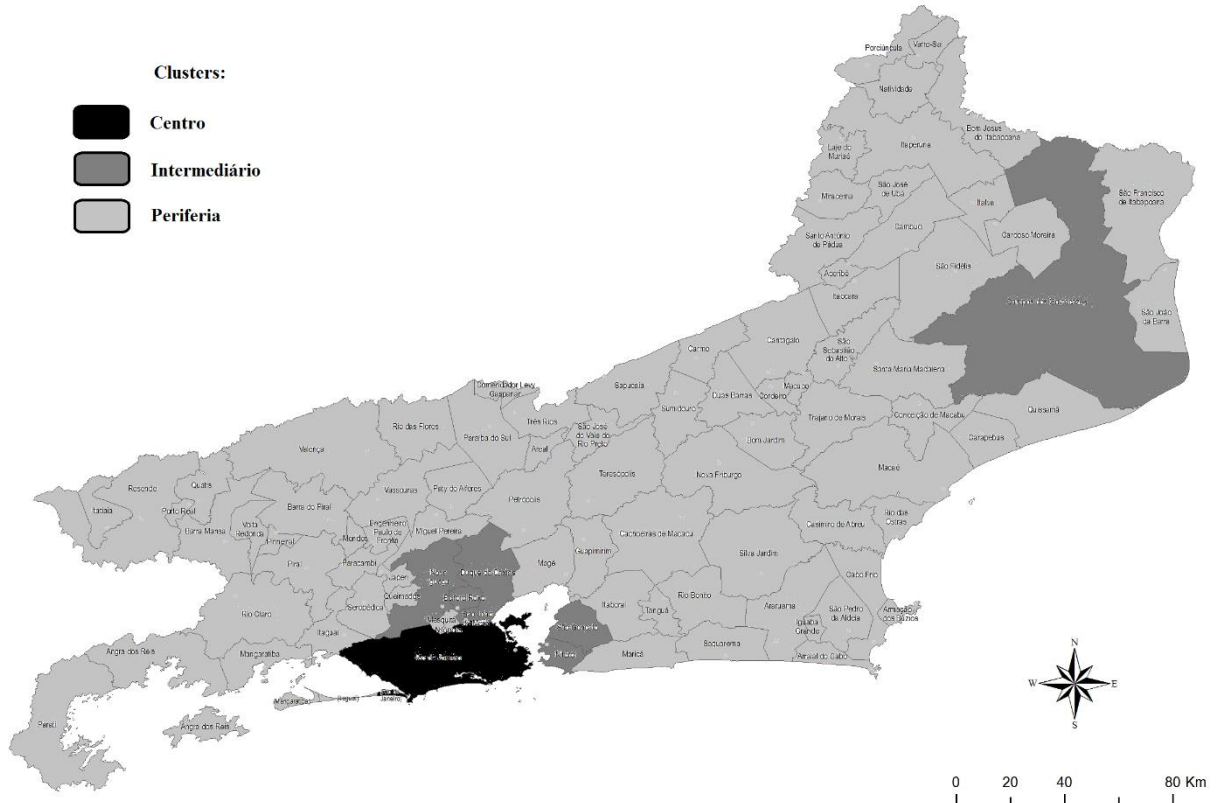 Clusters:
Centro
Intermediário
Periferia
Porciúncula
Varre-Sai
Natividade
Bom Jesus
do Itabapoana
Itaperuna
Laje do
Muriaé
São Francisco
de Itabapoana
São José
de Ubá
Miracema
Italva
Cambuci
Cardoso Moreira
Santo Antônio
de Pádua
São Fidélis
Aperibé
Itaocara
São João
da Barra
Cantagalo
São
Sebastião
do Alto
Carmo
Santa Maria Madalena
Comendador Levy
Gasparian
Sapucaia
Macuco
Duas Barras
Cordeiro
Sumidouro
Trajano de Morais
Conceição de Macabu
Quissamã
Rio das Flores
Três Rios
São José
do Vale do
Rio Preto
Paraíba do Sul
Carapebus
Bom Jardim
Areal
Valença
Macaé
Nova Friburgo
Teresópolis
Resende
Quatis
Vassouras
Paty do Alferes
Petrópolis
Itatiaia
Porto Real
Barra do Piraí
Rio das
Ostras
Barra Mansa
Volta
Redonda
Engenheiro
Paulo de
Frontin
Miguel Pereira
Casimiro de Abreu
Cachoeiras de Macacu
Mendes
Pinheiral
Guapimirim
Silva Jardim
Piraí
Paracambi
Magé
Japeri
Duque de Caxias
Cabo Frio
Queimados
Belford Roxo
Rio Bonito
Seropédica
Itaboraí
Tanguá
Araruama
São Pedro
da Aldeia
Armação
dos Búzios
Rio Claro
Mesquita
Iguaba
Grande
Itaguaí
Maricá
Saquarema
Arraial do Cabo
Angra dos Reis
Mangaratiba
Parati
Angra dos Reis
N
W
E
S
0 20 40 80 Km